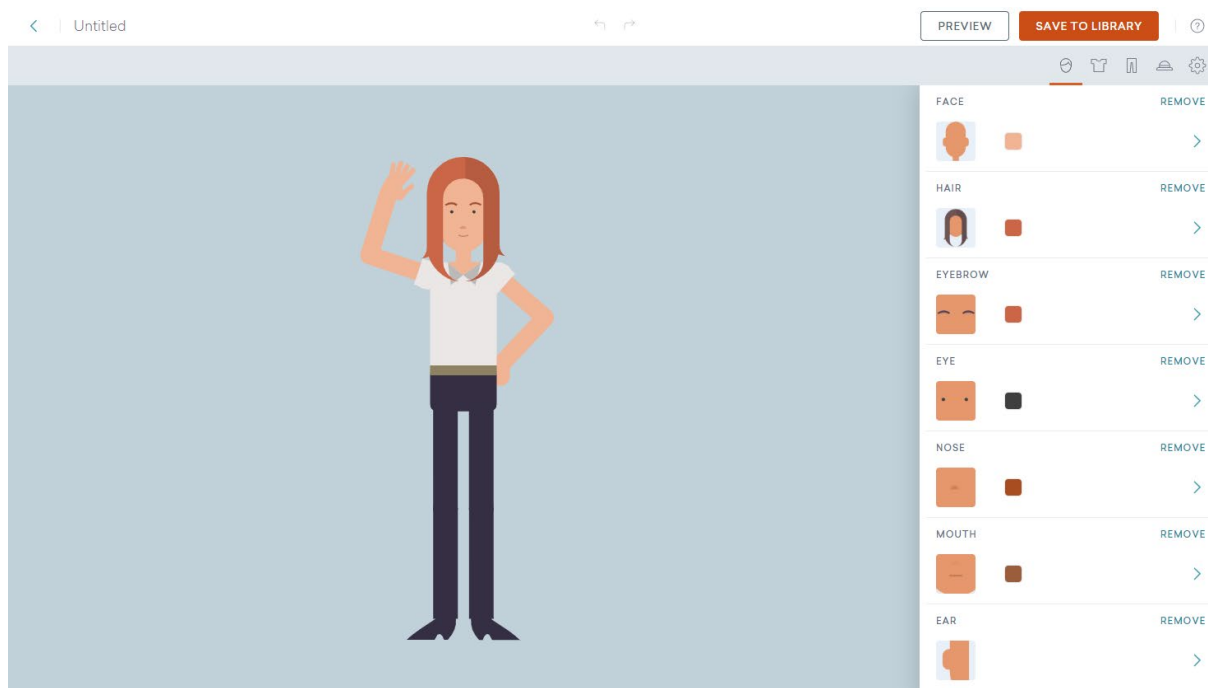 Untitled
PREVIEW
SAVE TO LIBRARY
?
FACE REMOVE
HAIR REMOVE
EYEBROW REMOVE
EYE REMOVE
NOSE REMOVE
MOUTH REMOVE
EAR REMOVE